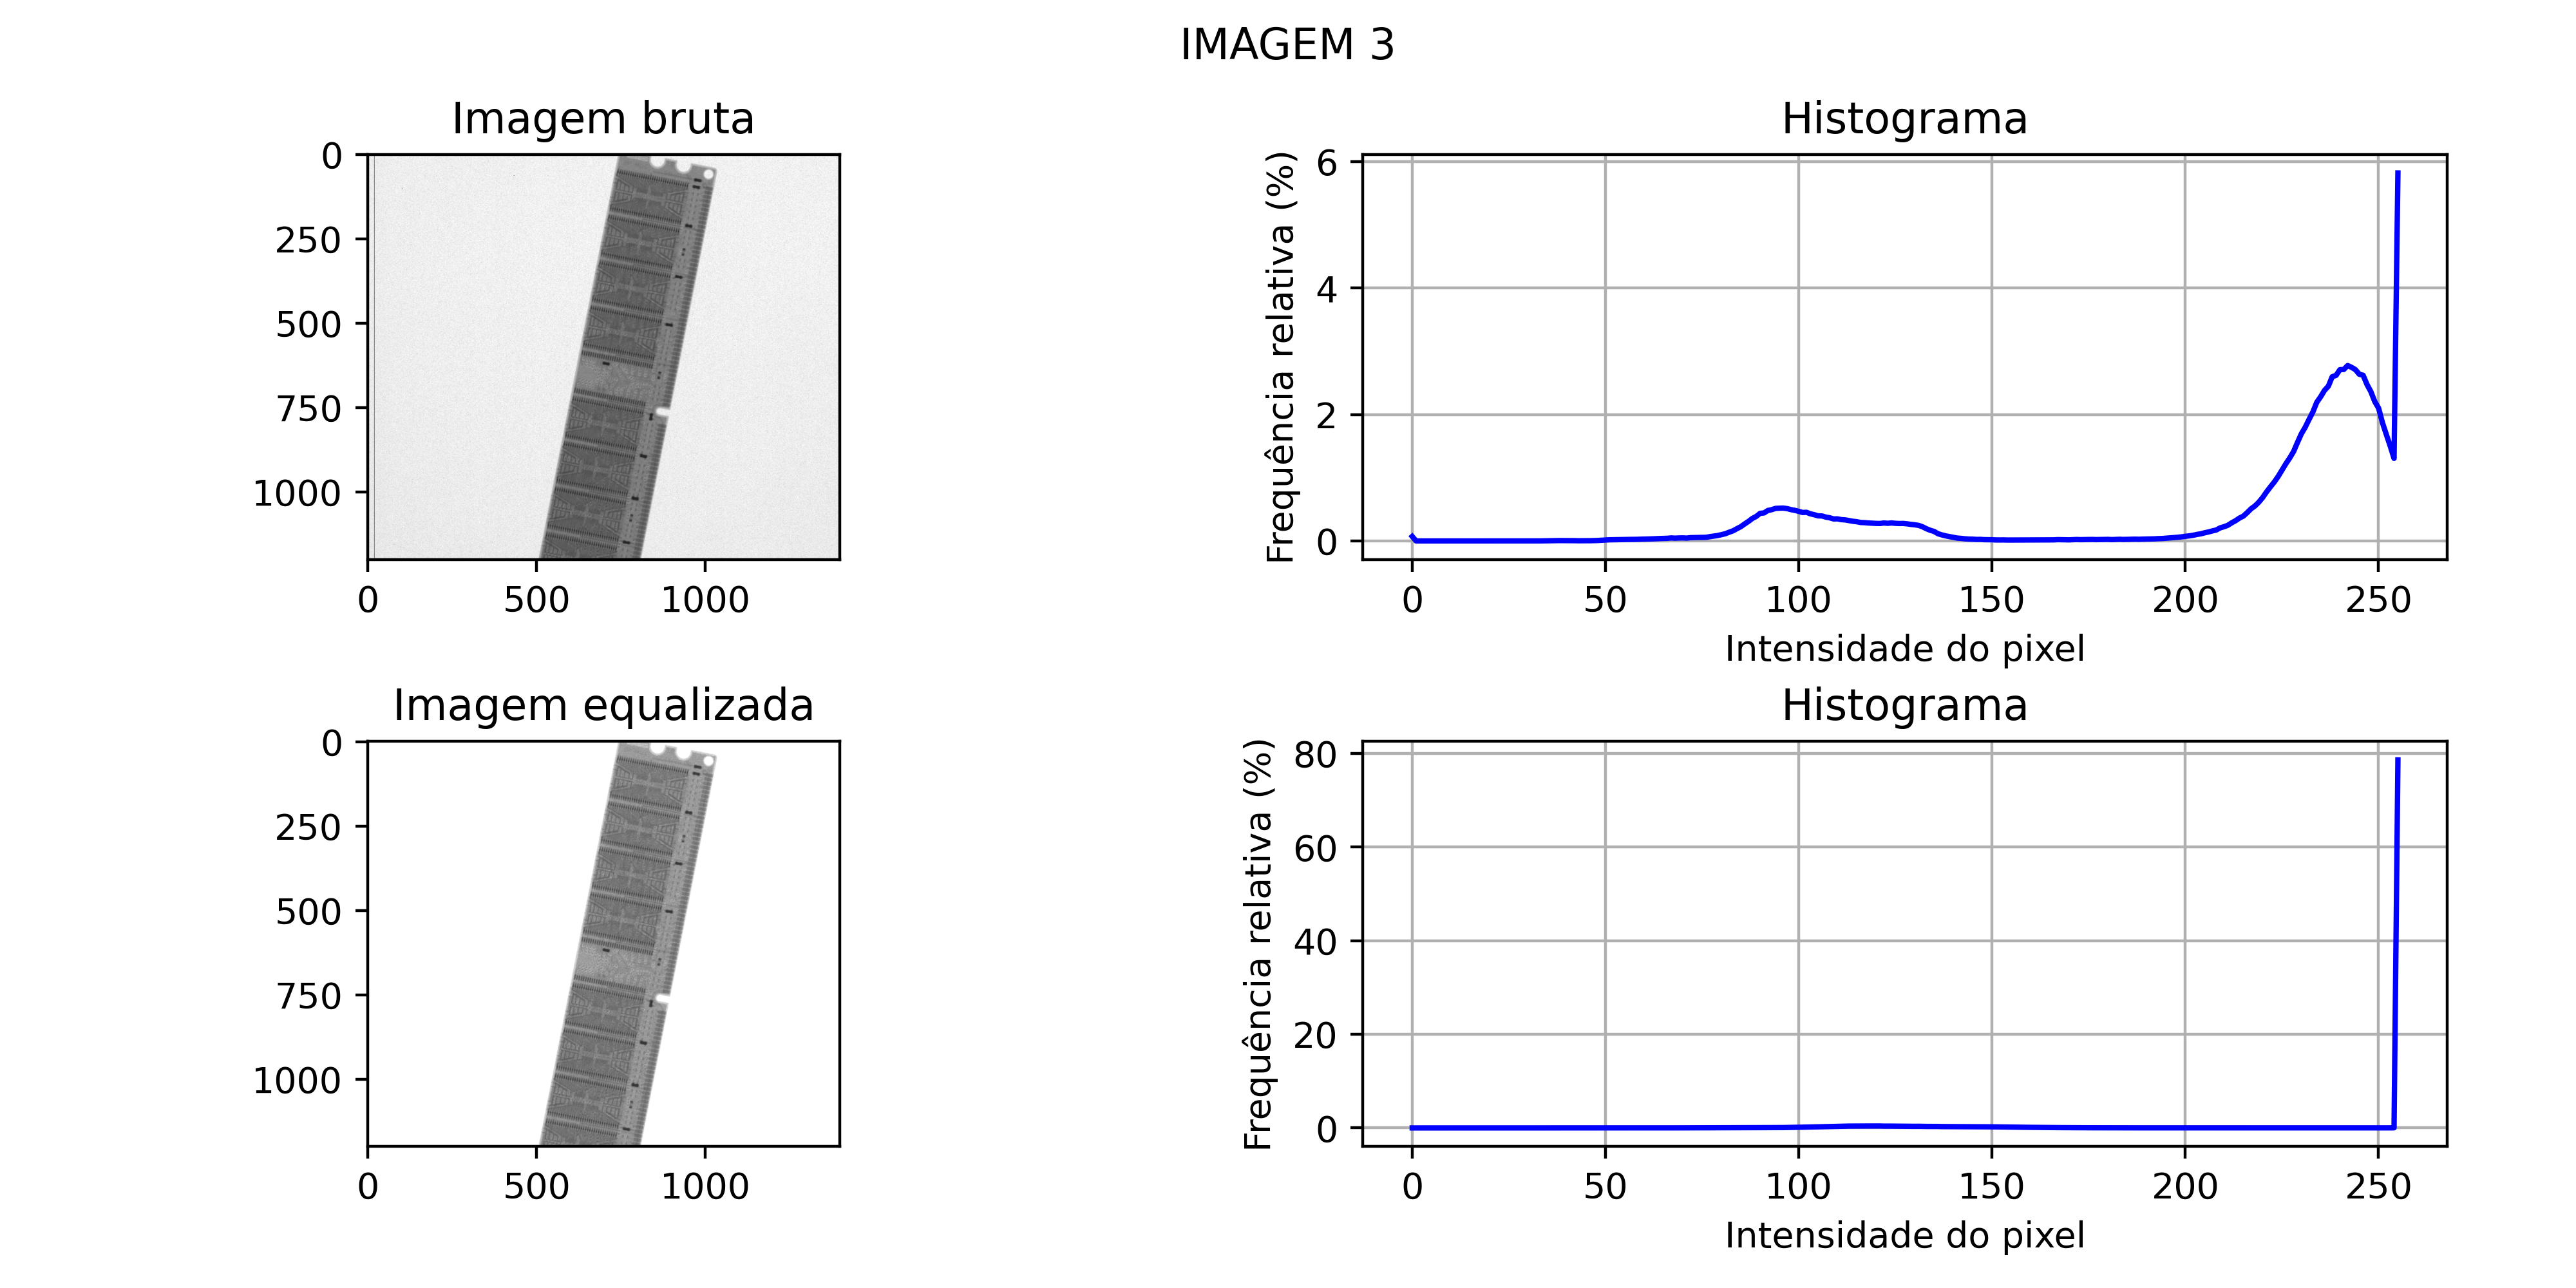 IMAGEM 3
Imagem bruta
0
250
500
750
1000
0 500 1000
Histograma
Frequência relativa (%)
6
4
2
0
0 50 100 150 200 250
Intensidade do pixel
Imagem equalizada
0
250
500
750
1000
0 500 1000
Histograma
Frequência relativa (%)
80
60
40
20
0
0 50 100 150 200 250
Intensidade do pixel